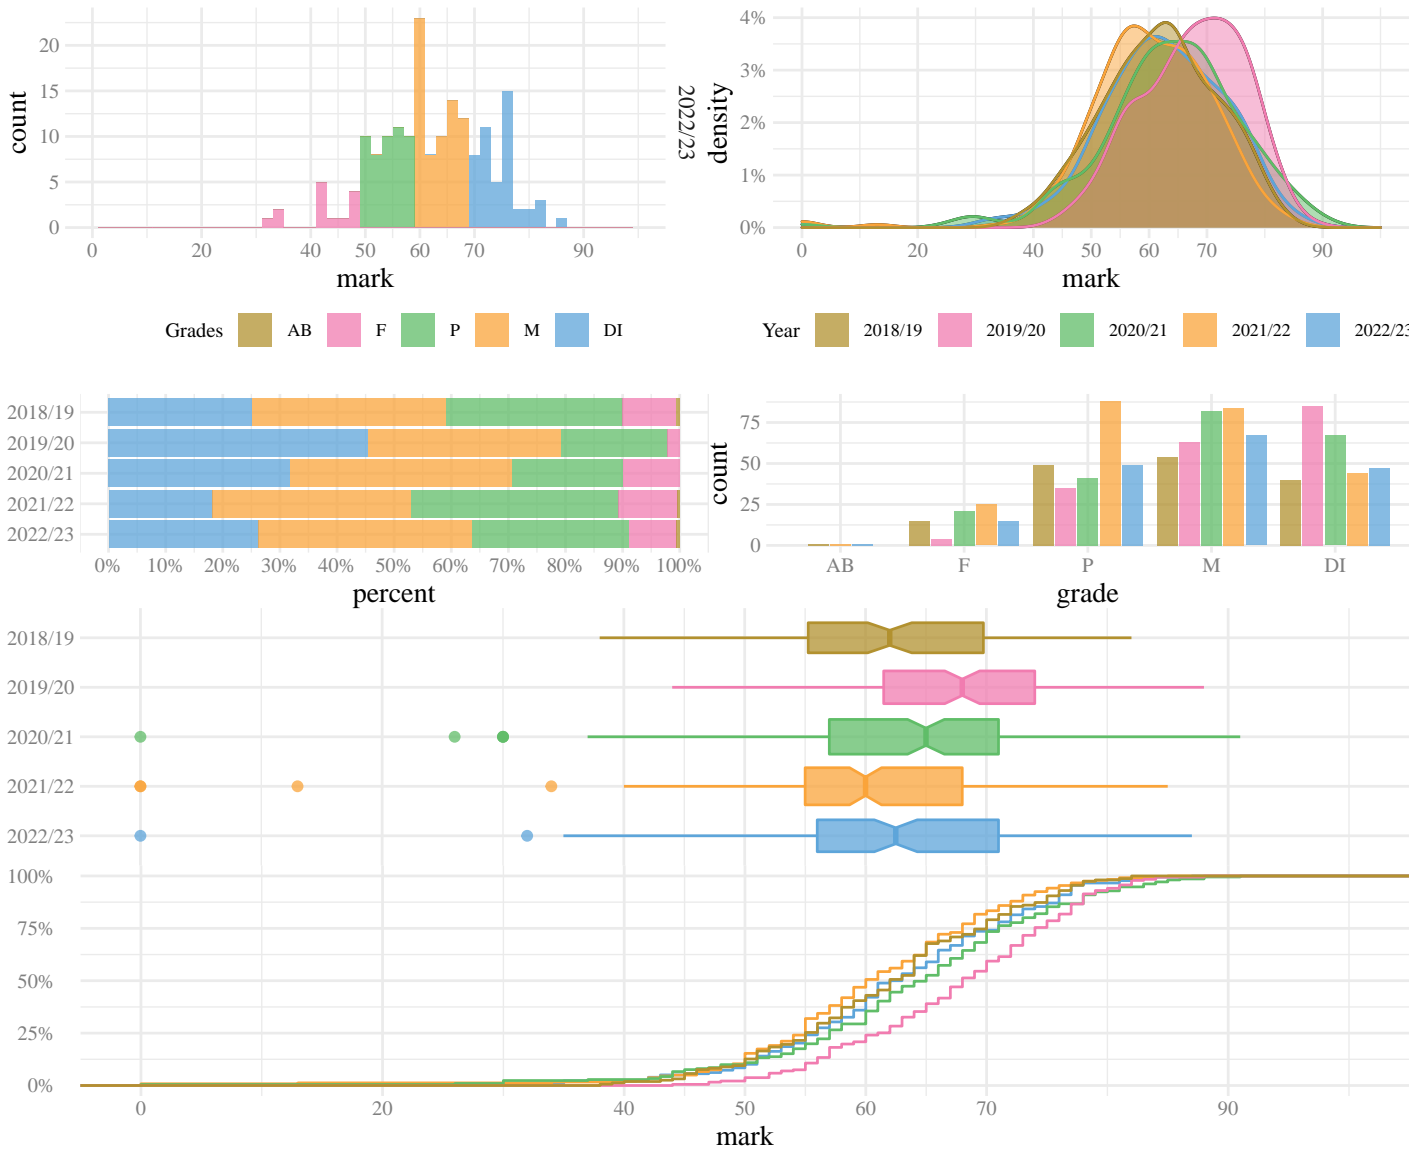 20
15
10
5
0
count
0 20 40 50 60 70 90
mark
2022/23
4%
3%
2%
1%
0%
density
0 20 40 50 60 70 90
mark
Grades AB F P M DI
Year 2018/19 2019/20 2020/21 2021/22 2022/23
2018/19
2019/20
2020/21
2021/22
2022/23
0% 10% 20% 30% 40% 50% 60% 70% 80% 90% 100%
percent
75
50
25
0
count
AB F P M DI
grade
2018/19
2019/20
2020/21
2021/22
2022/23
100%
75%
50%
25%
0%
0 20 40 50 60 70 90
mark